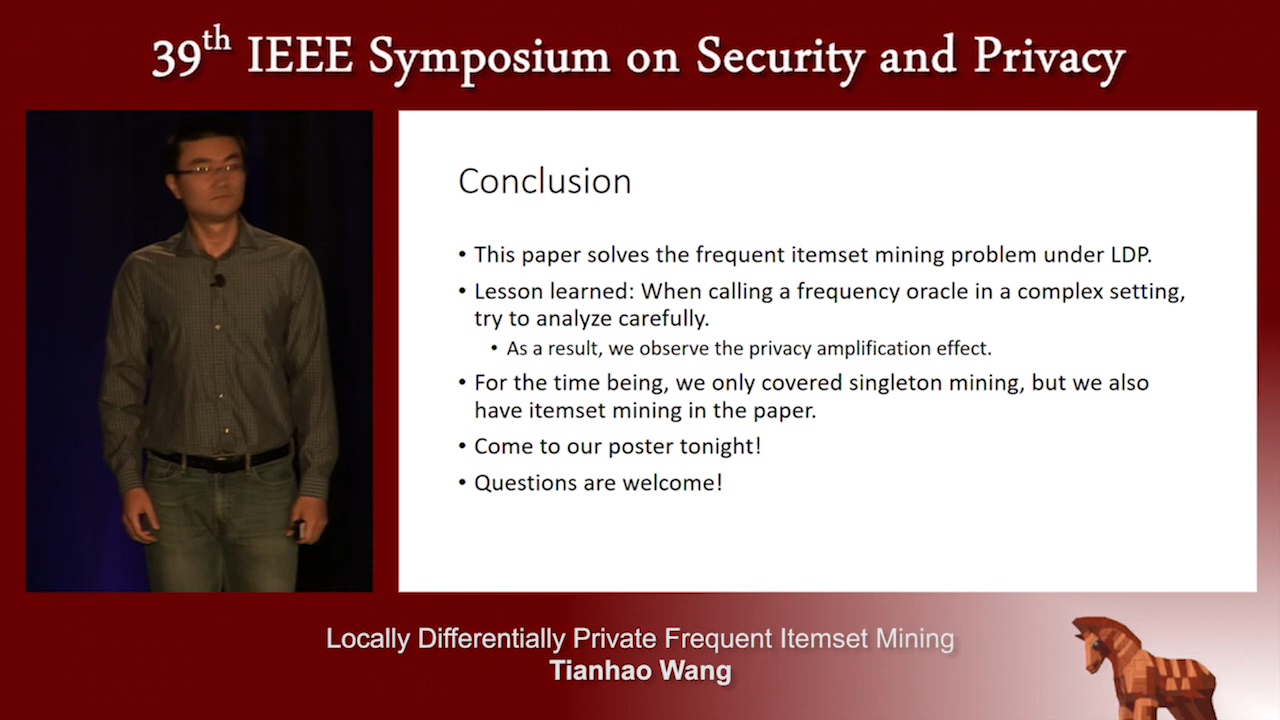 39th IEEE Symposium on Security and Privacy
Conclusion
• This paper solves the frequent itemset mining problem under LDP.
• Lesson learned: When calling a frequency oracle in a complex setting,
try to analyze carefully.
• As a result, we observe the privacy amplification effect.
• For the time being, we only covered singleton mining, but we also
have itemset mining in the paper.
• Come to our poster tonight!
• Questions are welcome!
Locally Differentially Private Frequent Itemset Mining
Tianhao Wang